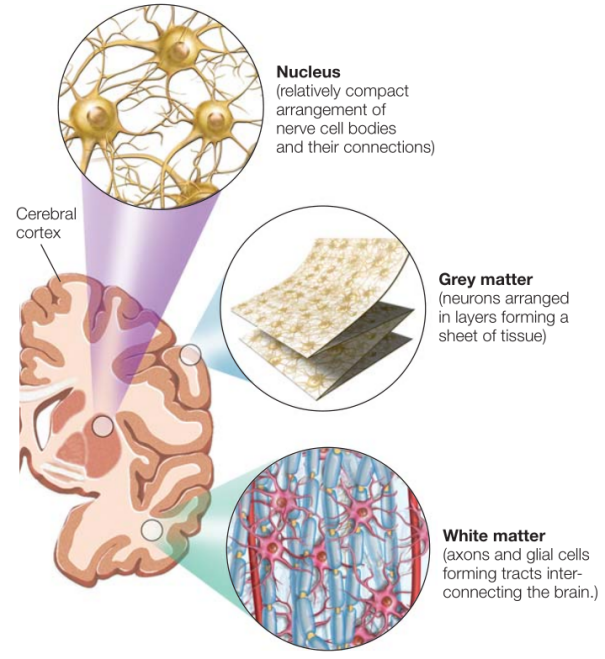 Nucleus
(relatively compact
arrangement of
nerve cell bodies
and their connections)
Cerebral
cortex
Grey matter
(neurons arranged
in layers forming a
sheet of tissue)
White matter
(axons and glial cells
forming tracts inter-
connecting the brain.)